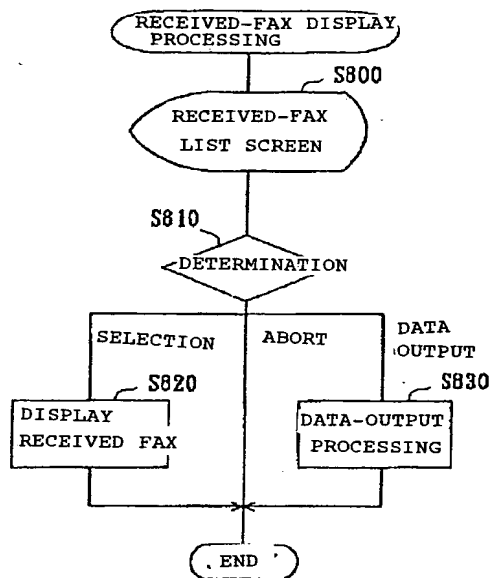 RECEIVED-FAX DISPLAY
PROCESSING
S800
RECEIVED-FAX
LIST SCREEN
S810
DETERMINATION
SELECTION
ABORT
DATA
OUTPUT
S820
S830
DISPLAY
RECEIVED FAX
DATA-OUTPUT
PROCESSING
END